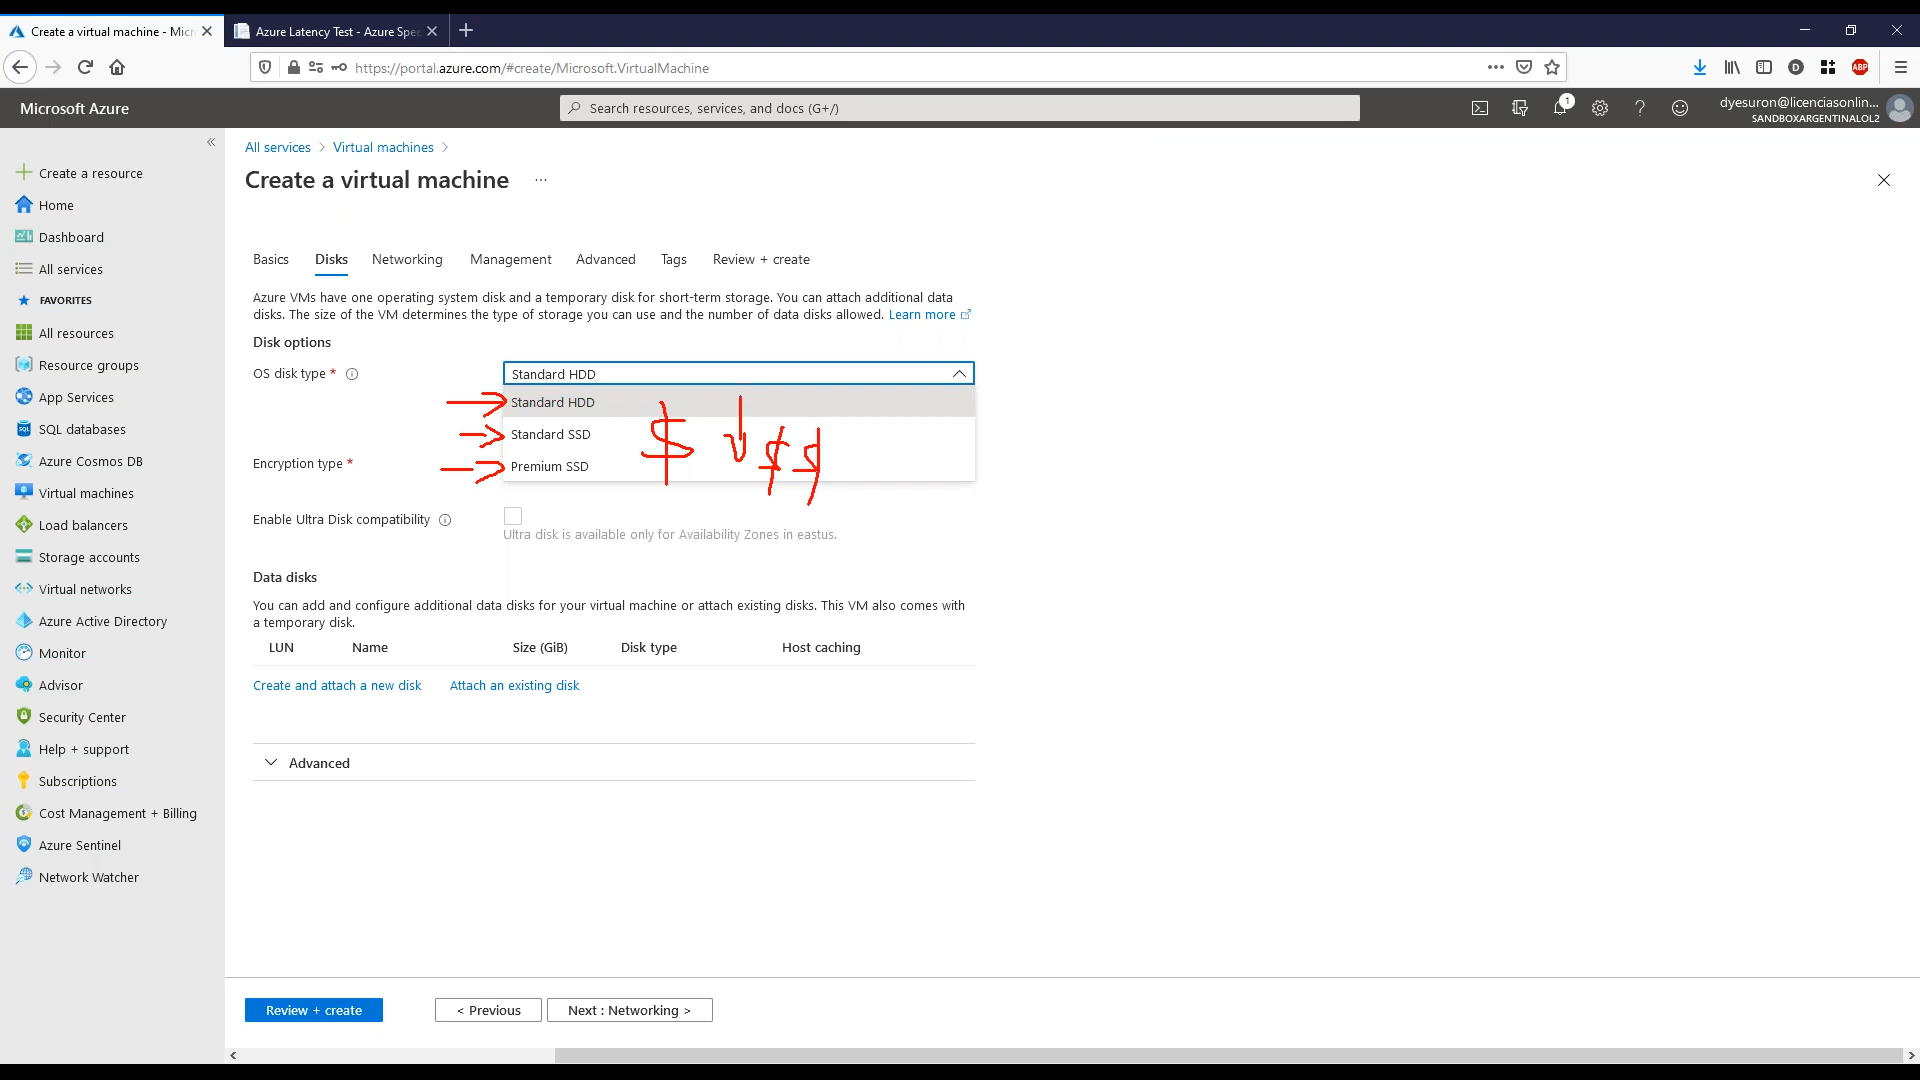 Create a virtual machine - Micr
Azure Latency Test - Azure Spe
https://portal.azure.com/#create/Microsoft.VirtualMachine
D
ABP
Microsoft Azure
Search resources, services, and docs (G+/)
1
dyesuron@licenciasonlin...
SANDBOXARGENTINALOL2
Create a resource
Home
Dashboard
All services
FAVORITES
All resources
Resource groups
App Services
SQL databases
Azure Cosmos DB
Virtual machines
Load balancers
Storage accounts
Virtual networks
Azure Active Directory
Monitor
Advisor
Security Center
Help + support
Subscriptions
Cost Management + Billing
Azure Sentinel
Network Watcher
All services > Virtual machines >
Create a virtual machine ...
Basics Disks Networking Management Advanced Tags Review + create
Azure VMs have one operating system disk and a temporary disk for short-term storage. You can attach additional data
disks. The size of the VM determines the type of storage you can use and the number of data disks allowed. Learn more
Disk options
OS disk type *
Standard HDD
Standard HDD
Standard SSD
Premium SSD
$ $ $
Encryption type *
Enable Ultra Disk compatibility
Ultra disk is available only for Availability Zones in eastus.
Data disks
You can add and configure additional data disks for your virtual machine or attach existing disks. This VM also comes with
a temporary disk.
LUN Name Size (GiB) Disk type Host caching
Create and attach a new disk Attach an existing disk
Advanced
Review + create < Previous Next : Networking >